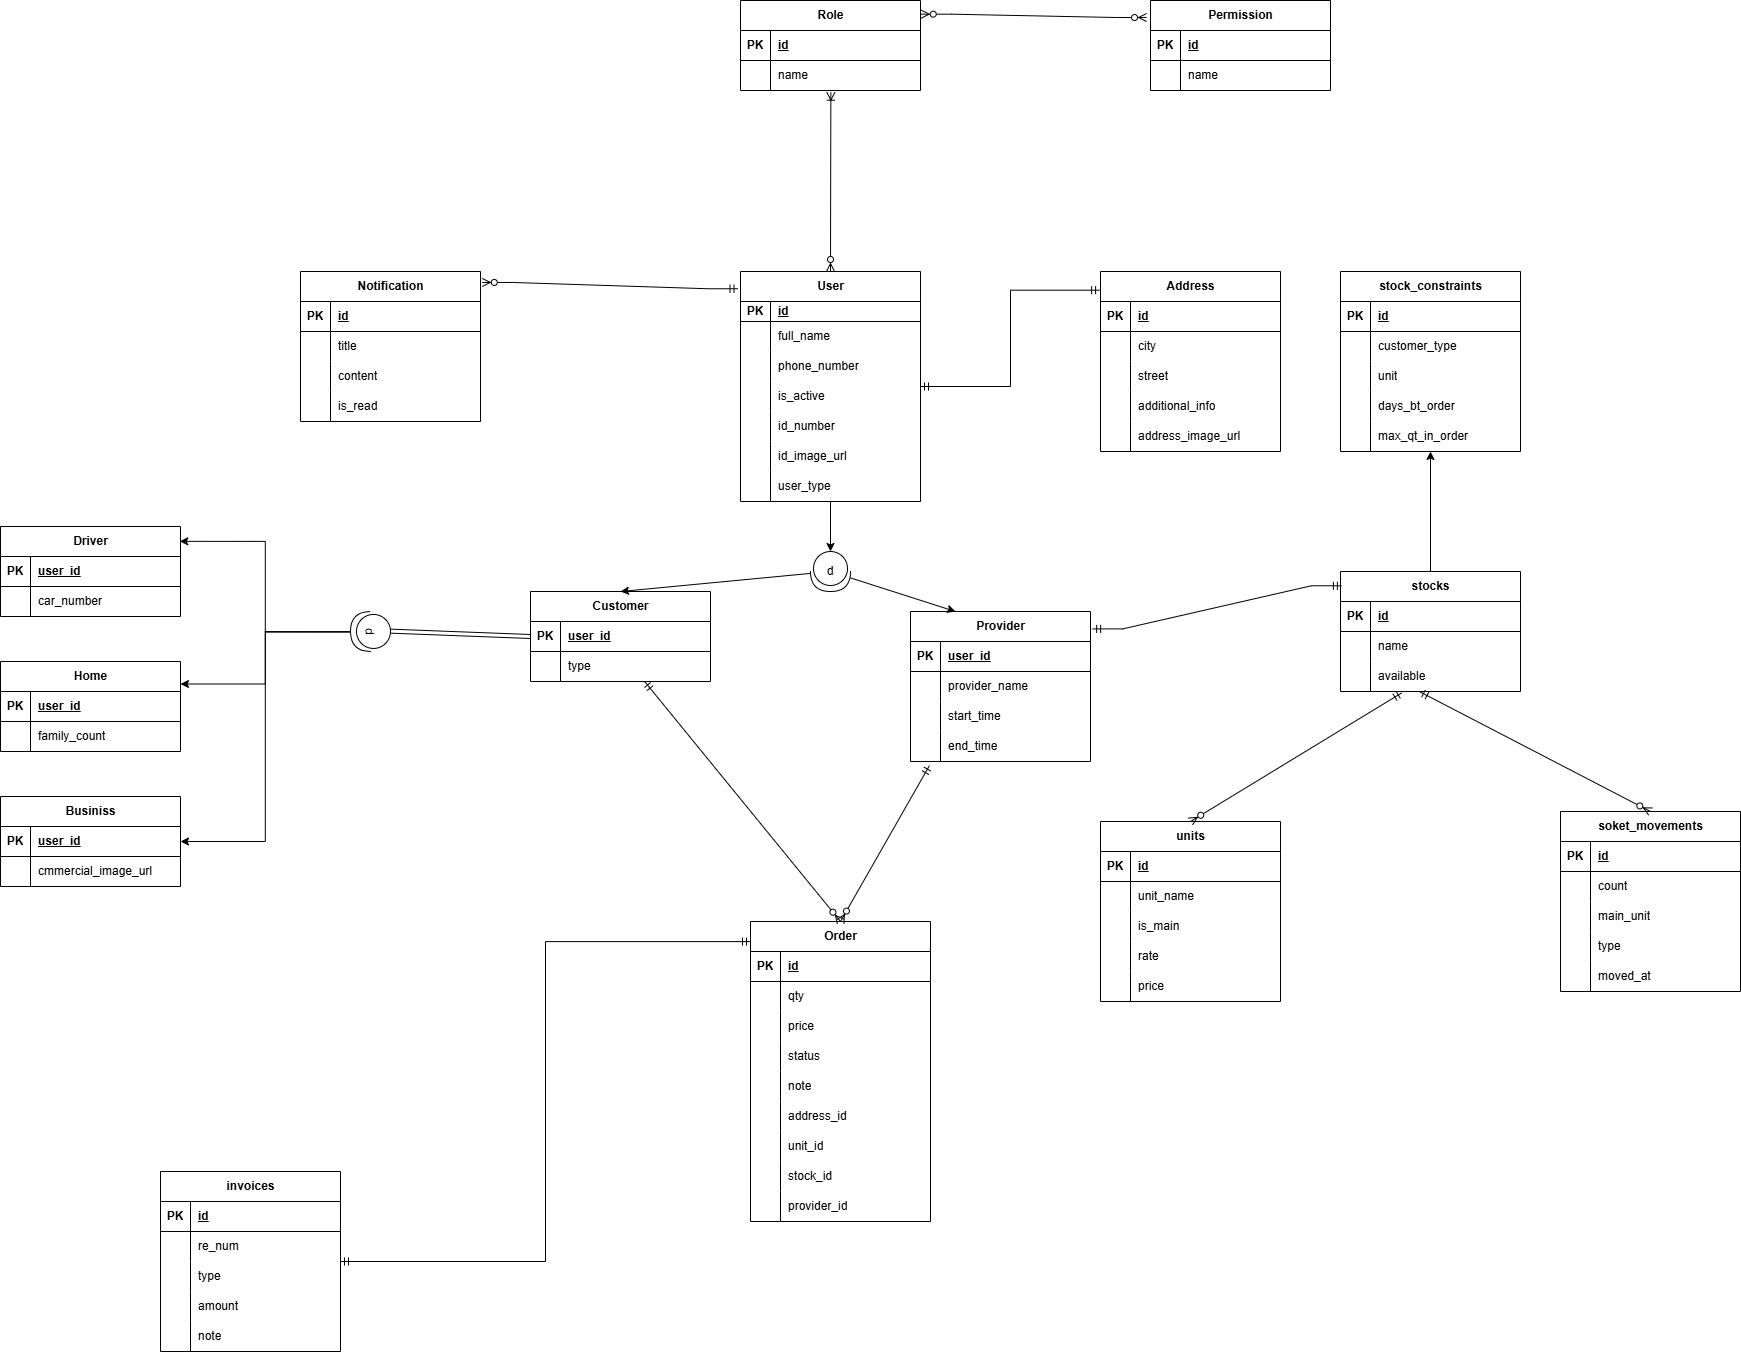 Role
PK id
name
Permission
PK id
name
Notification
PK id
title
content
is_read
User
PK id
full_name
phone_number
is_active
id_number
id_image_url
user_type
Address
PK id
city
street
additional_info
address_image_url
stock_constraints
PK id
customer_type
unit
days_bt_order
max_qt_in_order
Driver
PK user_id
car_number
Home
PK user_id
family_count
Businiss
PK user_id
cmmercial_image_url
p
Customer
PK user_id
type
d
Provider
PK user_id
provider_name
start_time
end_time
stocks
PK id
name
available
units
PK id
unit_name
is_main
rate
price
soket_movements
PK id
count
main_unit
type
moved_at
Order
PK id
qty
price
status
note
address_id
unit_id
stock_id
provider_id
invoices
PK id
re_num
type
amount
note